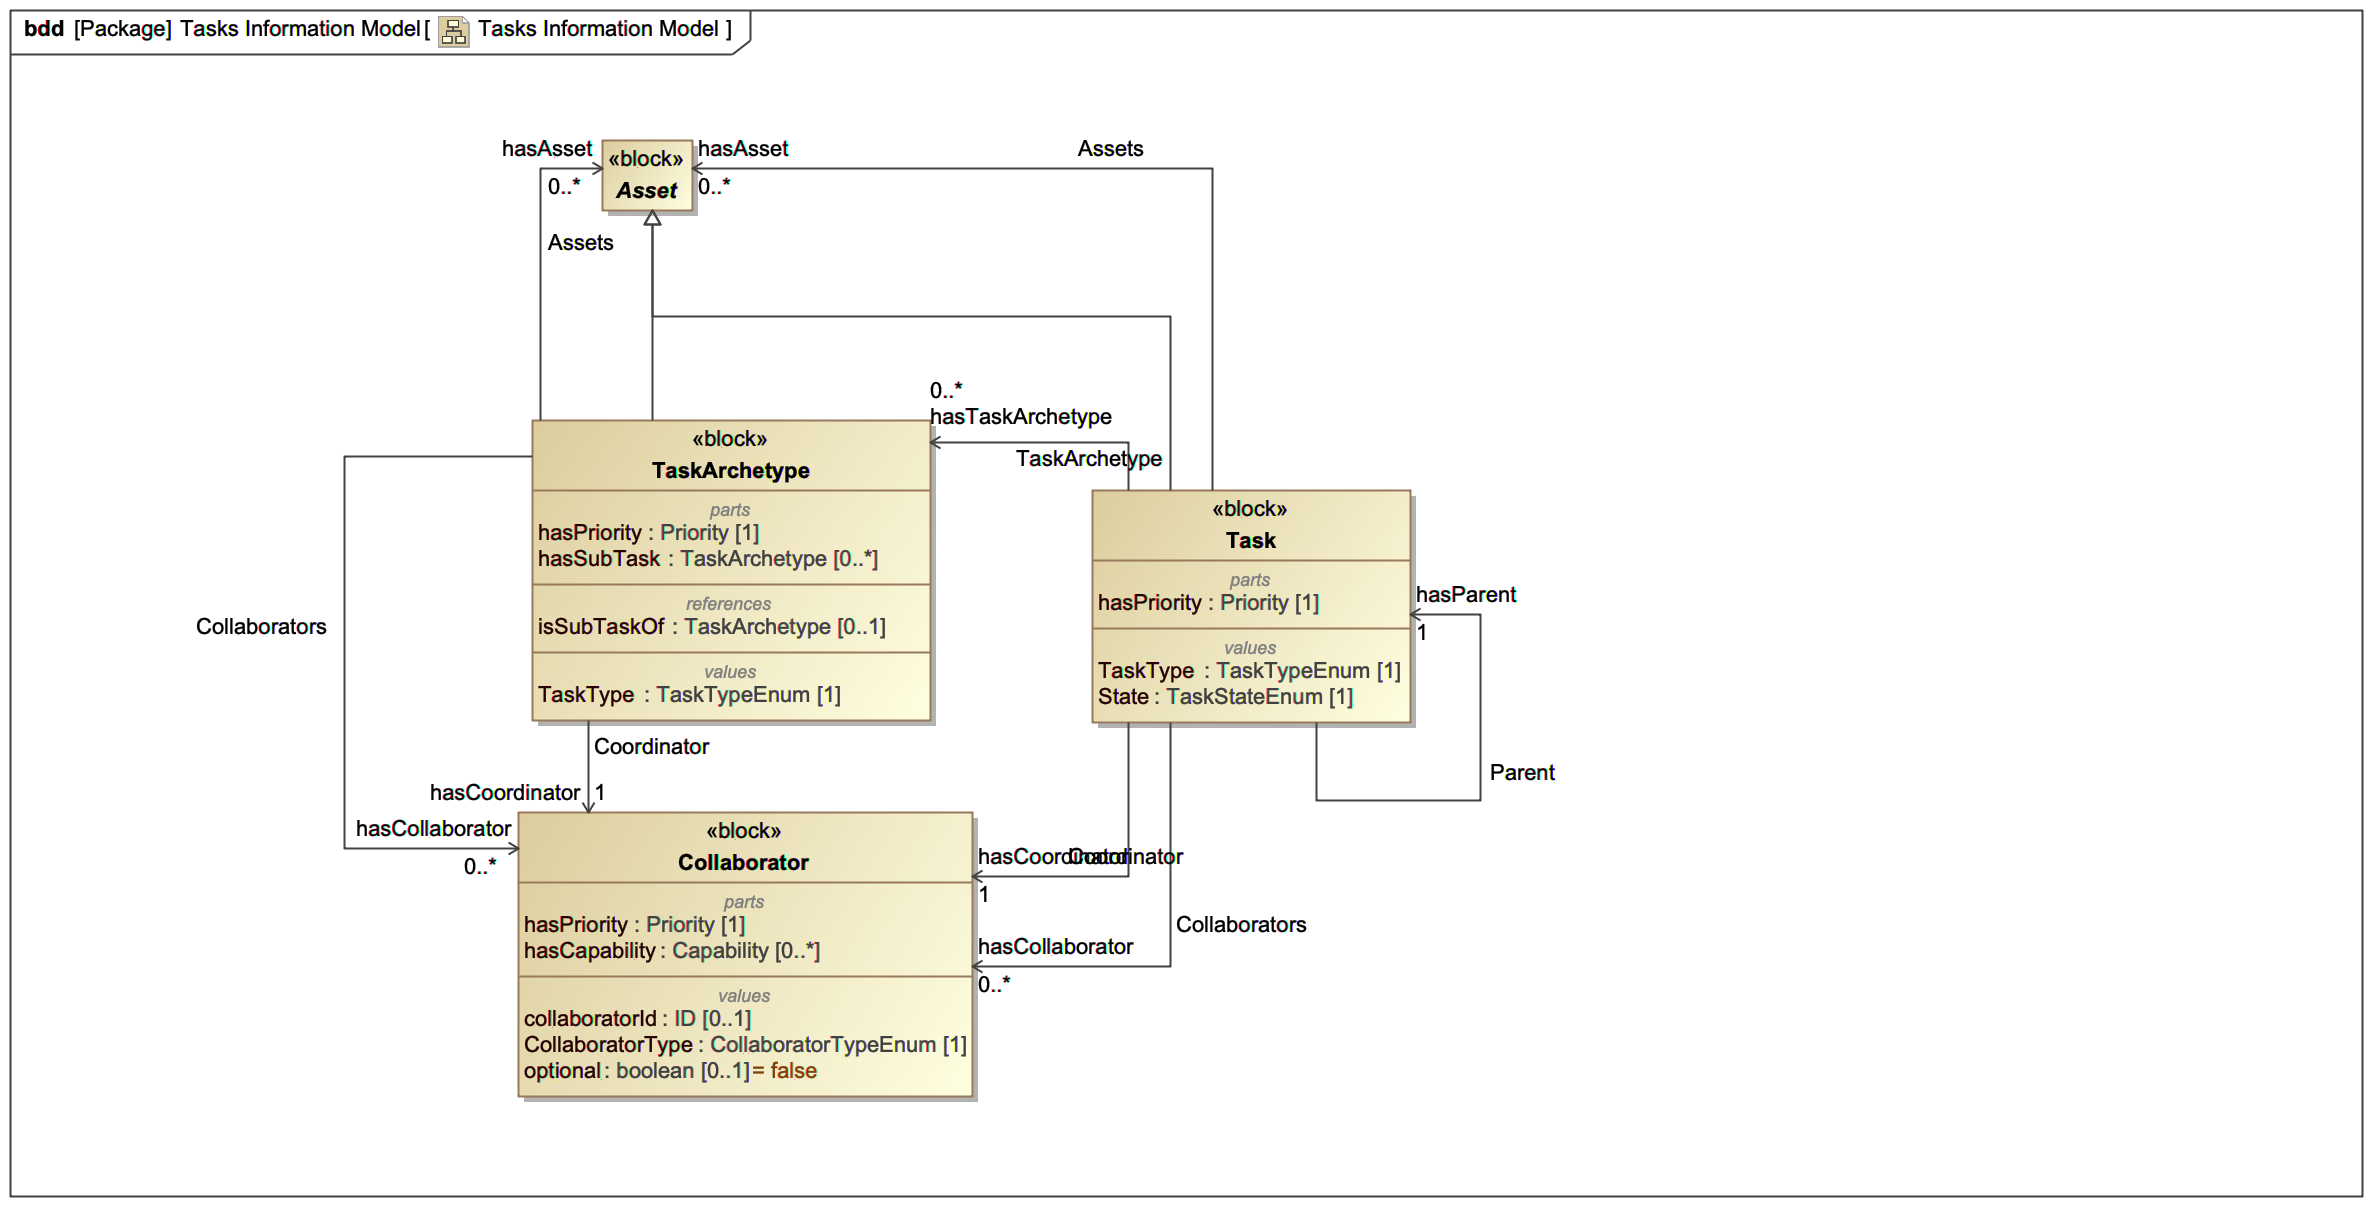 bdd [Package] Tasks Information Model [ Tasks Information Model ]
hasAsset
0..*
Assets
«block»
Asset
hasAsset
0..*
Assets
0..*
hasTaskArchetype
TaskArchetype
«block»
TaskArchetype
parts
hasPriority : Priority [1]
hasSubTask : TaskArchetype [0..*]
references
isSubTaskOf : TaskArchetype [0..1]
values
TaskType : TaskTypeEnum [1]
«block»
Task
parts
hasPriority : Priority [1]
values
TaskType : TaskTypeEnum [1]
State : TaskStateEnum [1]
hasParent
1
Parent
Collaborators
Coordinator
hasCoordinator
1
hasCollaborator
0..*
«block»
Collaborator
parts
hasPriority : Priority [1]
hasCapability : Capability [0..*]
values
collaboratorId : ID [0..1]
CollaboratorType : CollaboratorTypeEnum [1]
optional : boolean [0..1] = false
hasCoordinator
Coordinator
1
Collaborators
hasCollaborator
0..*